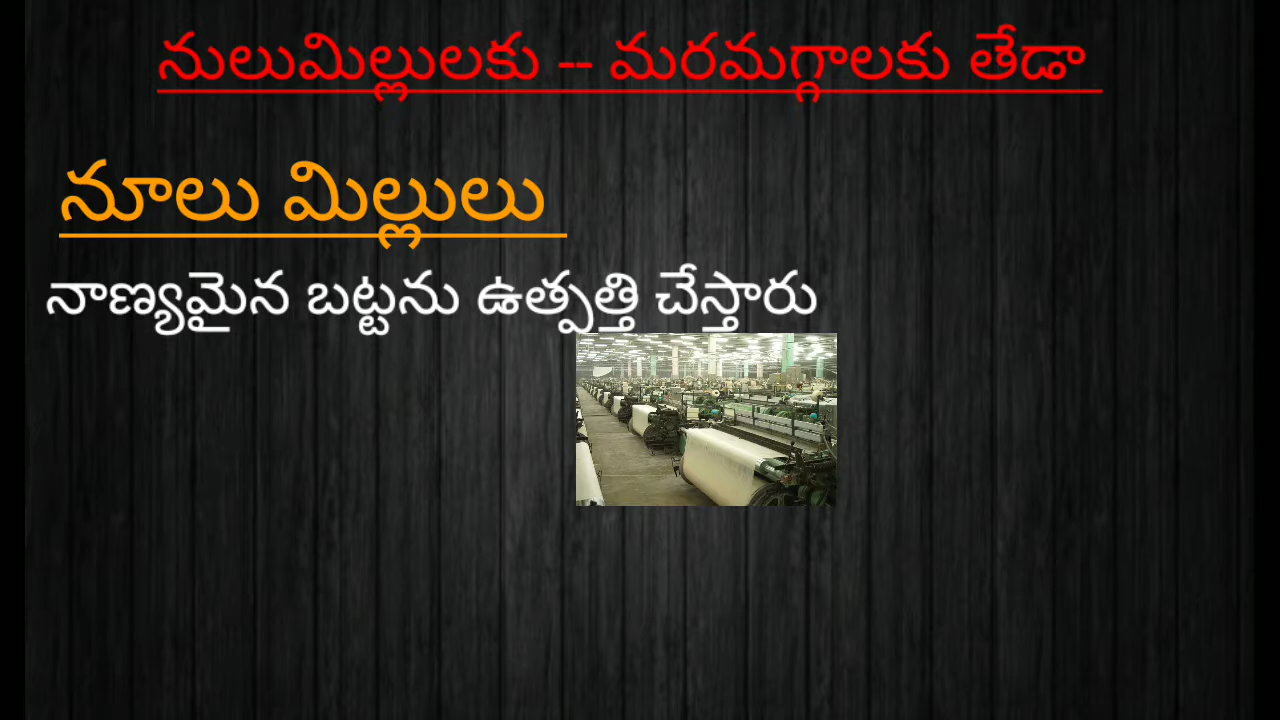 నులుమిల్లులకు -- మరమగ్గాలకు తేడా
నూలు మిల్లులు
నాణ్యమైన బట్టను ఉత్పత్తి చేస్తారు